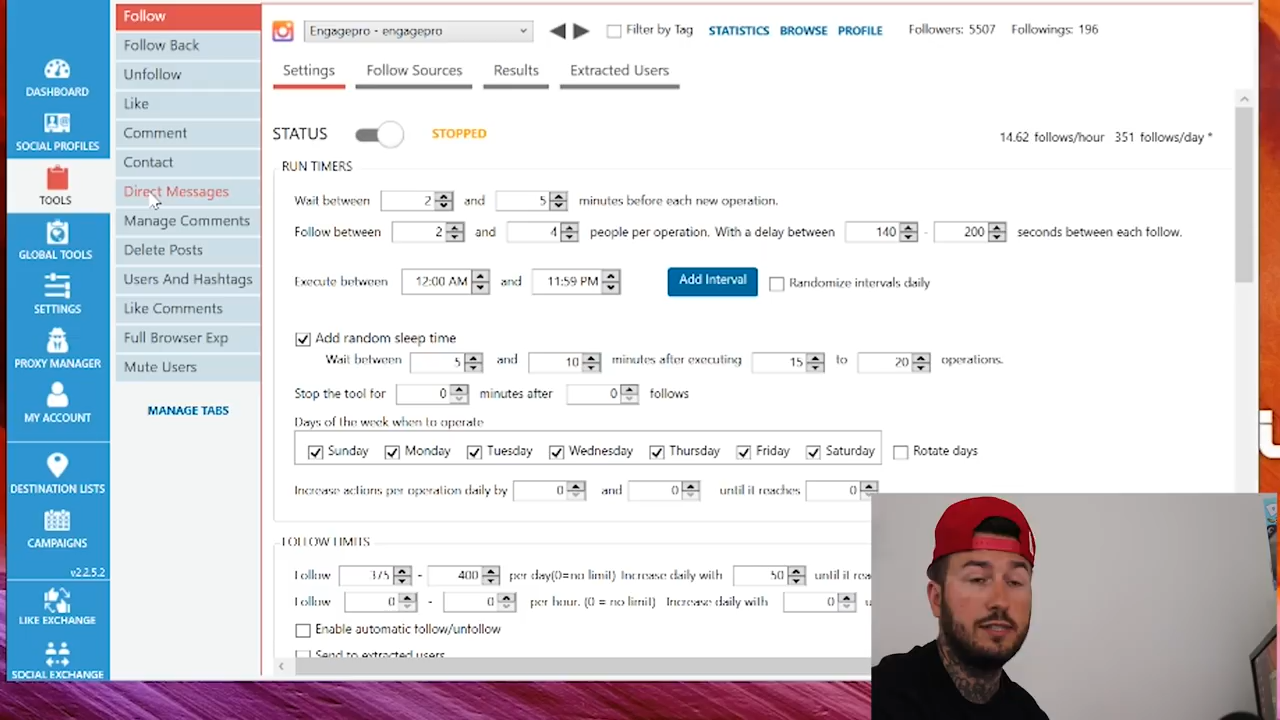 Follow
Engagepro - engagepro
Filter by Tag
STATISTICS
BROWSE
PROFILE
Followers: 5507
Followings: 196
Follow Back
Unfollow
Like
Comment
Contact
Direct Messages
Manage Comments
Delete Posts
Users And Hashtags
Like Comments
Full Browser Exp
Mute Users
MANAGE TABS
DASHBOARD
SOCIAL PROFILES
TOOLS
GLOBAL TOOLS
SETTINGS
PROXY MANAGER
MY ACCOUNT
DESTINATION LISTS
CAMPAIGNS
v2.2.5.2
LIKE EXCHANGE
SOCIAL EXCHANGE
Settings
Follow Sources
Results
Extracted Users
STATUS
STOPPED
14.62 follows/hour 351 follows/day *
RUN TIMERS
Wait between 2 and 5 minutes before each new operation.
Follow between 2 and 4 people per operation. With a delay between 140 - 200 seconds between each follow.
Execute between 12:00 AM and 11:59 PM Add Interval Randomize intervals daily
Add random sleep time
Wait between 5 and 10 minutes after executing 15 to 20 operations.
Stop the tool for 0 minutes after 0 follows
Days of the week when to operate
Sunday Monday Tuesday Wednesday Thursday Friday Saturday Rotate days
Increase actions per operation daily by 0 and 0 until it reaches 0
FOLLOW LIMITS
Follow 375 - 400 per day(0=no limit) Increase daily with 50 until it rea
Follow 0 - 0 per hour. (0 = no limit) Increase daily with 0
Enable automatic follow/unfollow
Send to extracted users